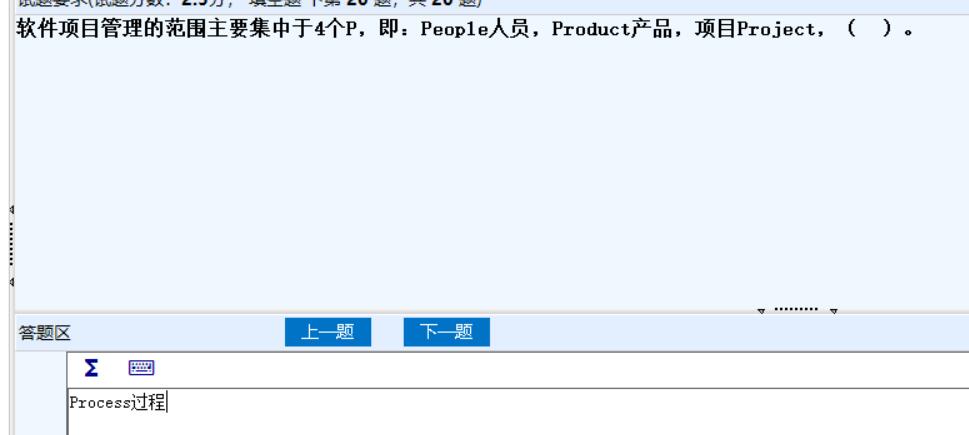 试题要求(试题分数：2.5分， 填空题 下第 20 题，共 20 题)
软件项目管理的范围主要集中于4个P，即：People人员，Product产品，项目Project，（ ）。
答题区
上一题
下一题
Σ
Process过程